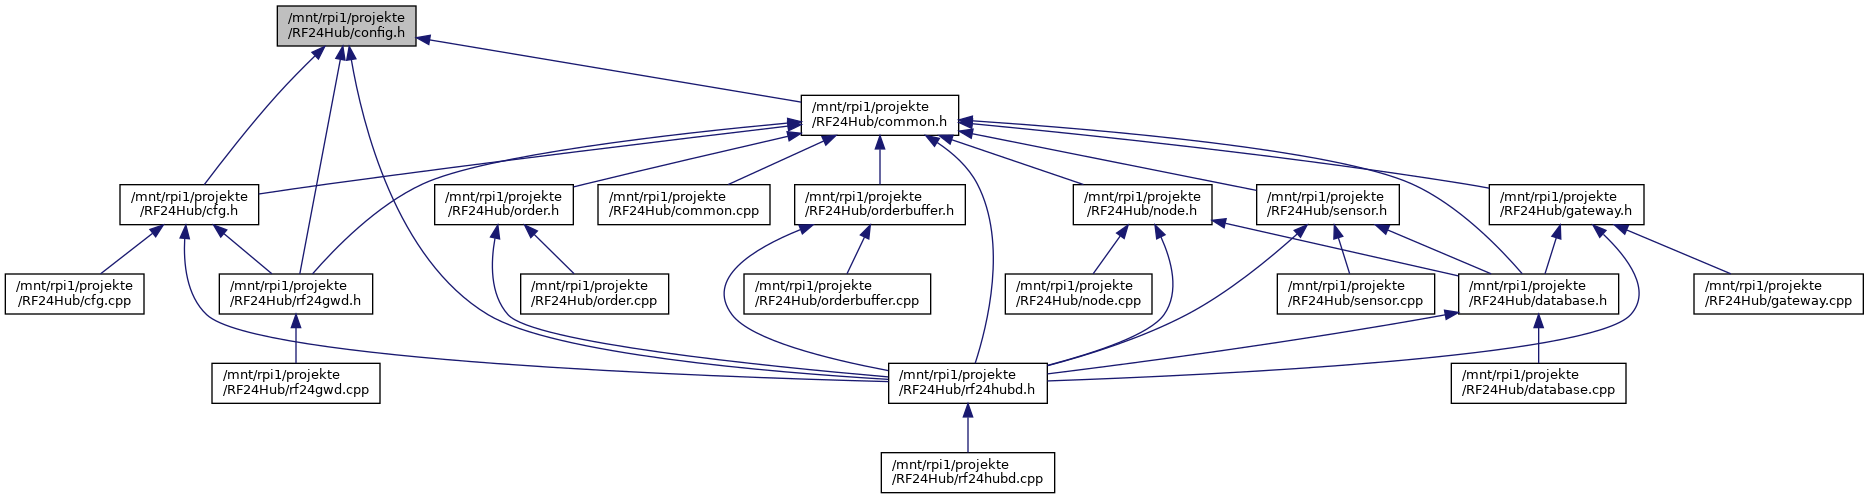 /mnt/rpi1/projekte
/RF24Hub/config.h
/mnt/rpi1/projekte
/RF24Hub/common.h
/mnt/rpi1/projekte
/RF24Hub/cfg.h
/mnt/rpi1/projekte
/RF24Hub/order.h
/mnt/rpi1/projekte
/RF24Hub/common.cpp
/mnt/rpi1/projekte
/RF24Hub/orderbuffer.h
/mnt/rpi1/projekte
/RF24Hub/node.h
/mnt/rpi1/projekte
/RF24Hub/sensor.h
/mnt/rpi1/projekte
/RF24Hub/gateway.h
/mnt/rpi1/projekte
/RF24Hub/cfg.cpp
/mnt/rpi1/projekte
/RF24Hub/rf24gwd.h
/mnt/rpi1/projekte
/RF24Hub/order.cpp
/mnt/rpi1/projekte
/RF24Hub/orderbuffer.cpp
/mnt/rpi1/projekte
/RF24Hub/node.cpp
/mnt/rpi1/projekte
/RF24Hub/sensor.cpp
/mnt/rpi1/projekte
/RF24Hub/database.h
/mnt/rpi1/projekte
/RF24Hub/gateway.cpp
/mnt/rpi1/projekte
/RF24Hub/rf24gwd.cpp
/mnt/rpi1/projekte
/RF24Hub/rf24hubd.h
/mnt/rpi1/projekte
/RF24Hub/database.cpp
/mnt/rpi1/projekte
/RF24Hub/rf24hubd.cpp